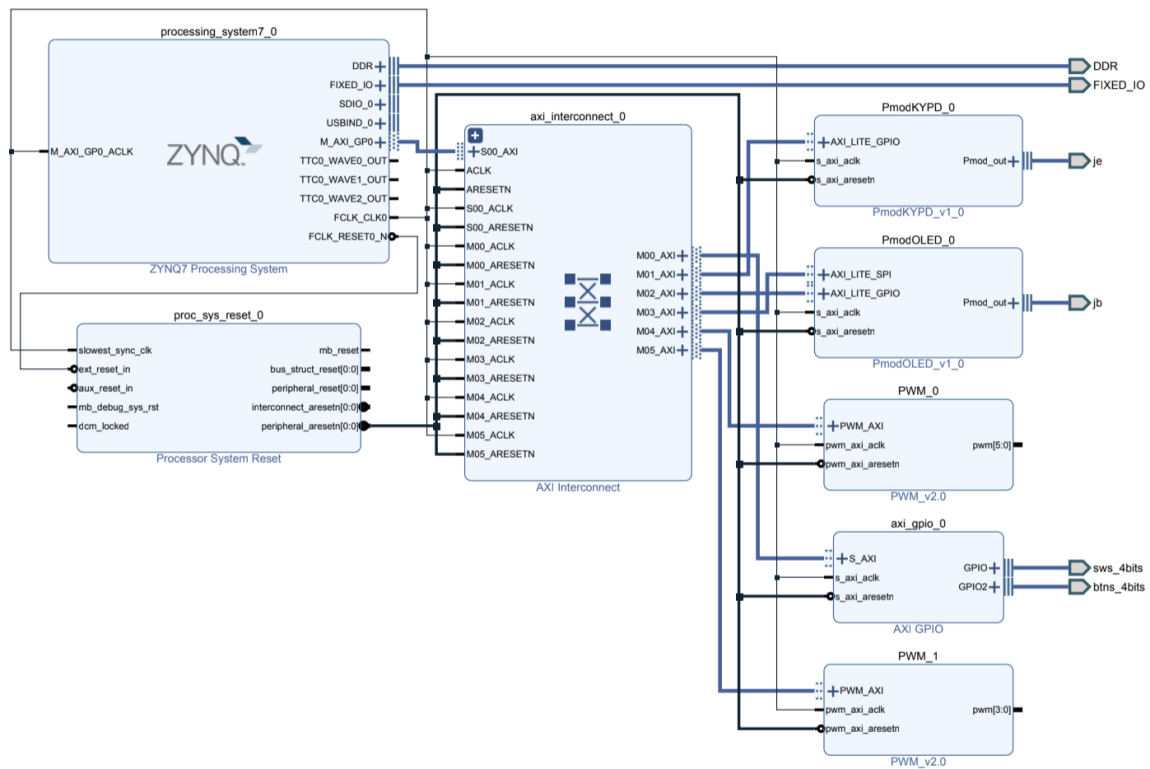 processing_system7_0
DDR
FIXED_IO
SDIO_0
USBIND_0
M_AXI_GP0
TTC0_WAVE0_OUT
TTC0_WAVE1_OUT
TTC0_WAVE2_OUT
FCLK_CLK0
FCLK_RESET0_N
M_AXI_GP0_ACLK
ZYNQ
ZYNQ7 Processing System
proc_sys_reset_0
slowest_sync_clk
ext_reset_in
aux_reset_in
mb_debug_sys_rst
dcm_locked
mb_reset
bus_struct_reset[0:0]
peripheral_reset[0:0]
interconnect_aresetn[0:0]
peripheral_aresetn[0:0]
Processor System Reset
axi_interconnect_0
S00_AXI
ACLK
ARESETN
S00_ACLK
S00_ARESETN
M00_ACLK
M00_ARESETN
M01_ACLK
M01_ARESETN
M02_ACLK
M02_ARESETN
M03_ACLK
M03_ARESETN
M04_ACLK
M04_ARESETN
M05_ACLK
M05_ARESETN
M00_AXI
M01_AXI
M02_AXI
M03_AXI
M04_AXI
M05_AXI
AXI Interconnect
DDR
FIXED_IO
PmodKYPD_0
AXI_LITE_GPIO
s_axi_aclk
s_axi_aresetn
Pmod_out
PmodKYPD_v1_0
je
PmodOLED_0
AXI_LITE_SPI
AXI_LITE_GPIO
s_axi_aclk
s_axi_aresetn
Pmod_out
PmodOLED_v1_0
jb
PWM_0
PWM_AXI
pwm_axi_aclk
pwm_axi_aresetn
pwm[5:0]
PWM_v2.0
axi_gpio_0
S_AXI
s_axi_aclk
s_axi_aresetn
GPIO
GPIO2
AXI GPIO
sws_4bits
btns_4bits
PWM_1
PWM_AXI
pwm_axi_aclk
pwm_axi_aresetn
pwm[3:0]
PWM_v2.0